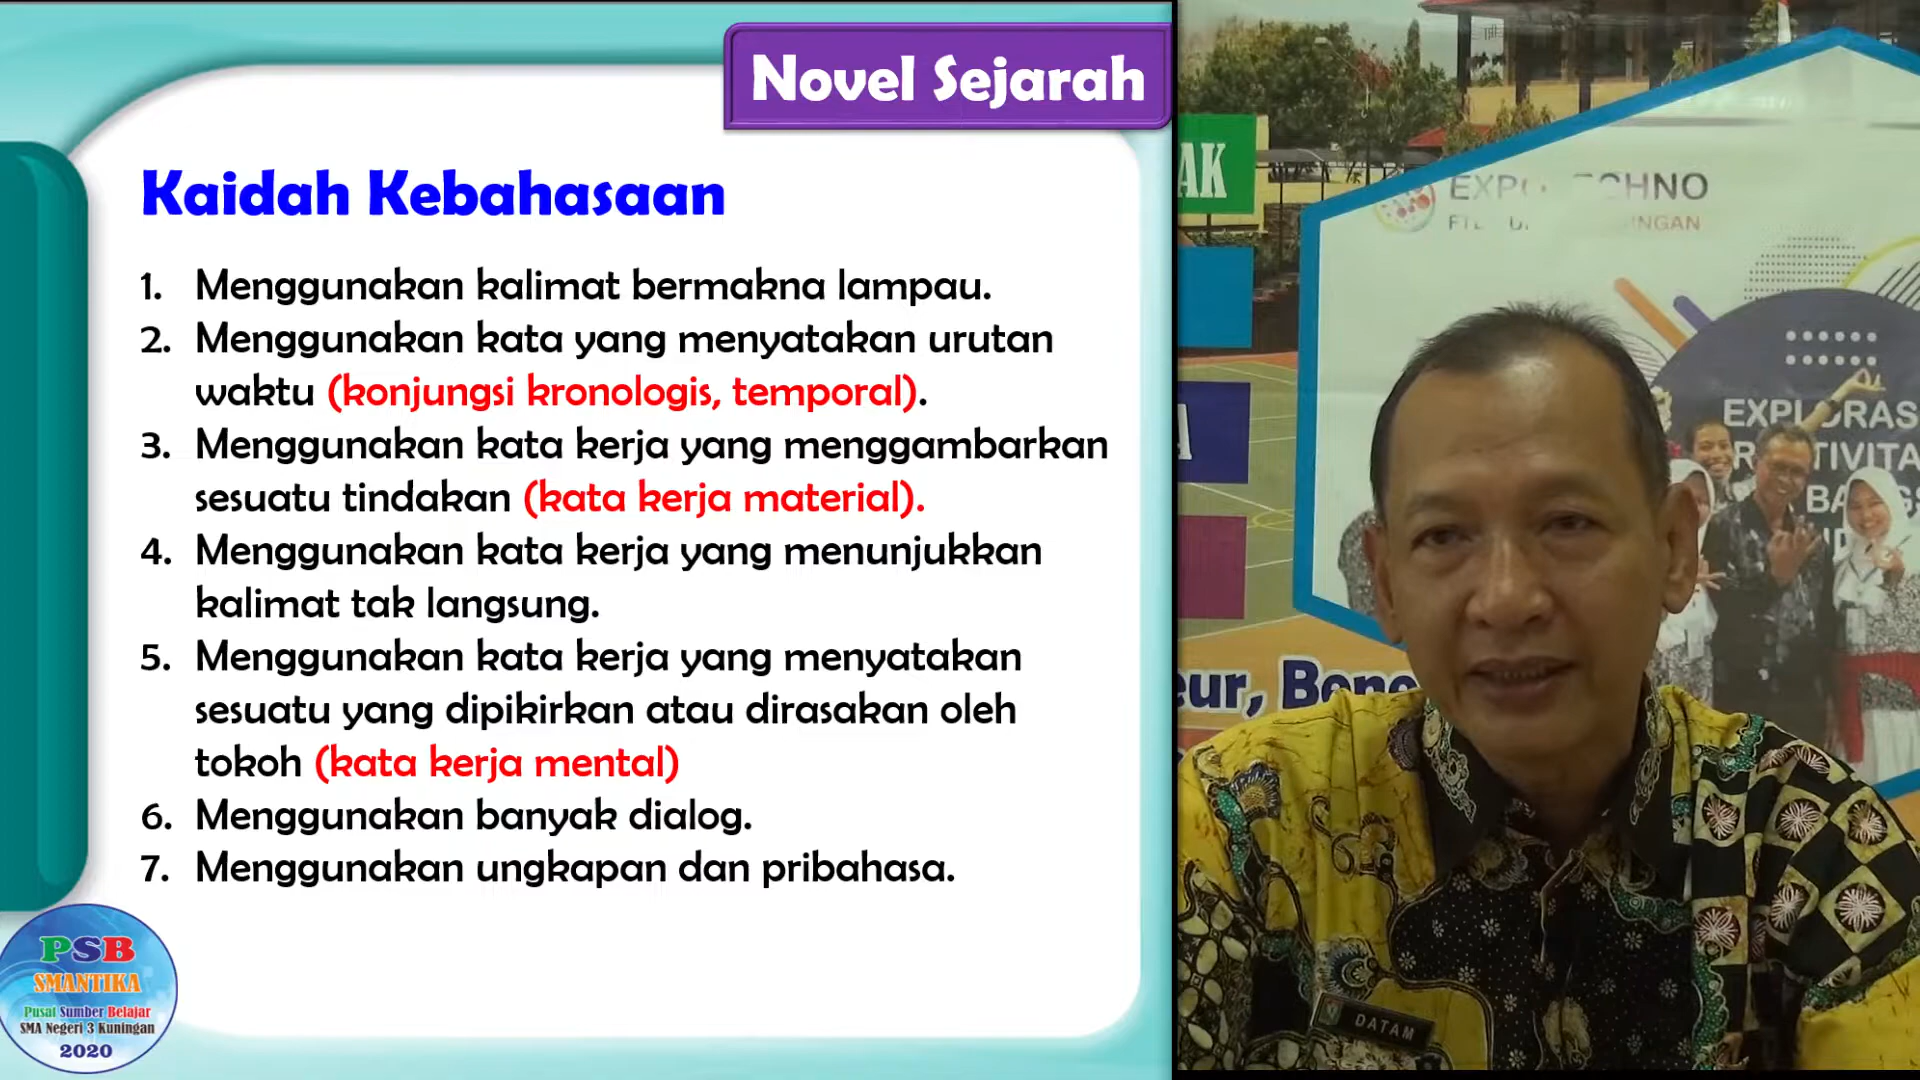 Novel Sejarah
Kaidah Kebahasaan
1. Menggunakan kalimat bermakna lampau.
2. Menggunakan kata yang menyatakan urutan
waktu (konjungsi kronologis, temporal).
3. Menggunakan kata kerja yang menggambarkan
sesuatu tindakan (kata kerja material).
4. Menggunakan kata kerja yang menunjukkan
kalimat tak langsung.
5. Menggunakan kata kerja yang menyatakan
sesuatu yang dipikirkan atau dirasakan oleh
tokoh (kata kerja mental)
6. Menggunakan banyak dialog.
7. Menggunakan ungkapan dan pribahasa.
PSB
SMANTIKA
Pusat Sumber Belajar
SMA Negeri 3 Kuningan
2020
AK
DATAM